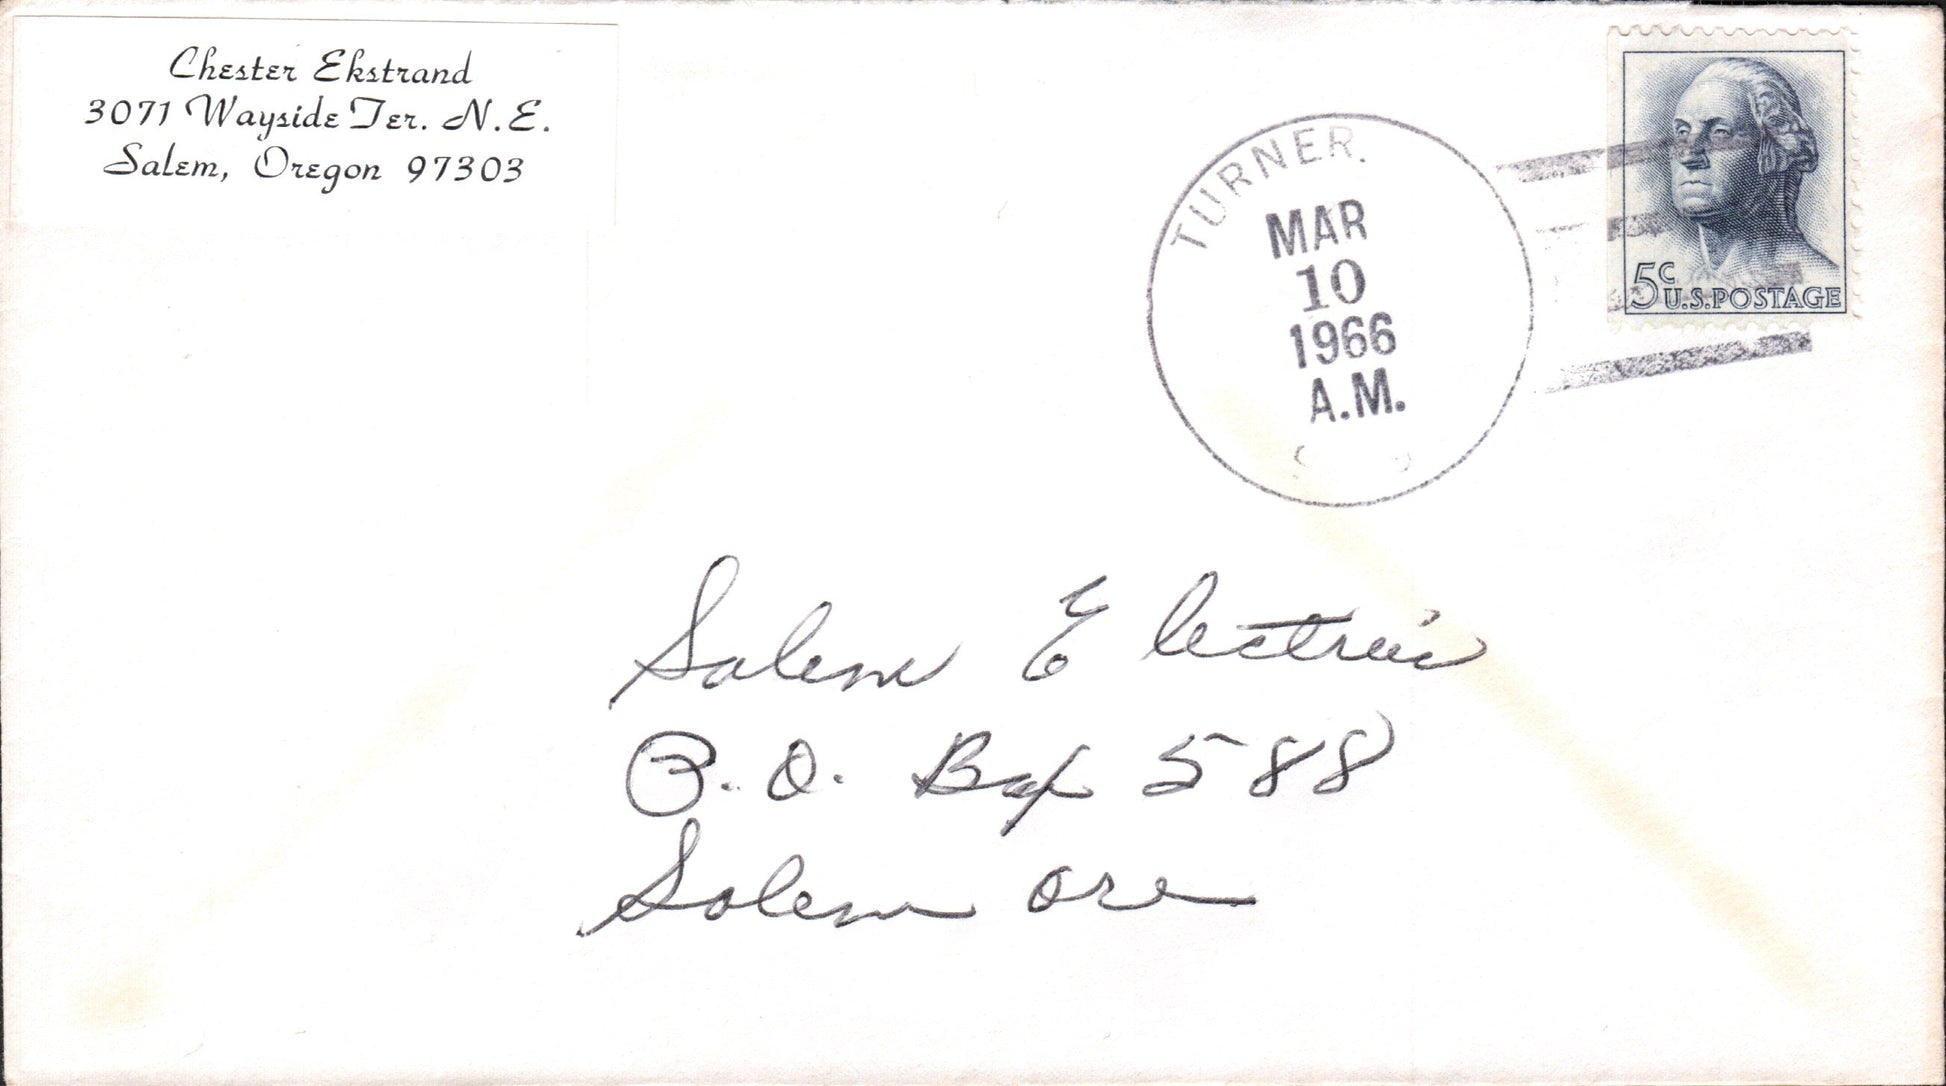 Chester Ekstrand
3071 Wayside Ter. N.E.
Salem, Oregon 97303
TURNER.
MAR
10
1966
A.M.
5c U.S. POSTAGE
Salem Electric
P.O. Box 588
Salem Ore